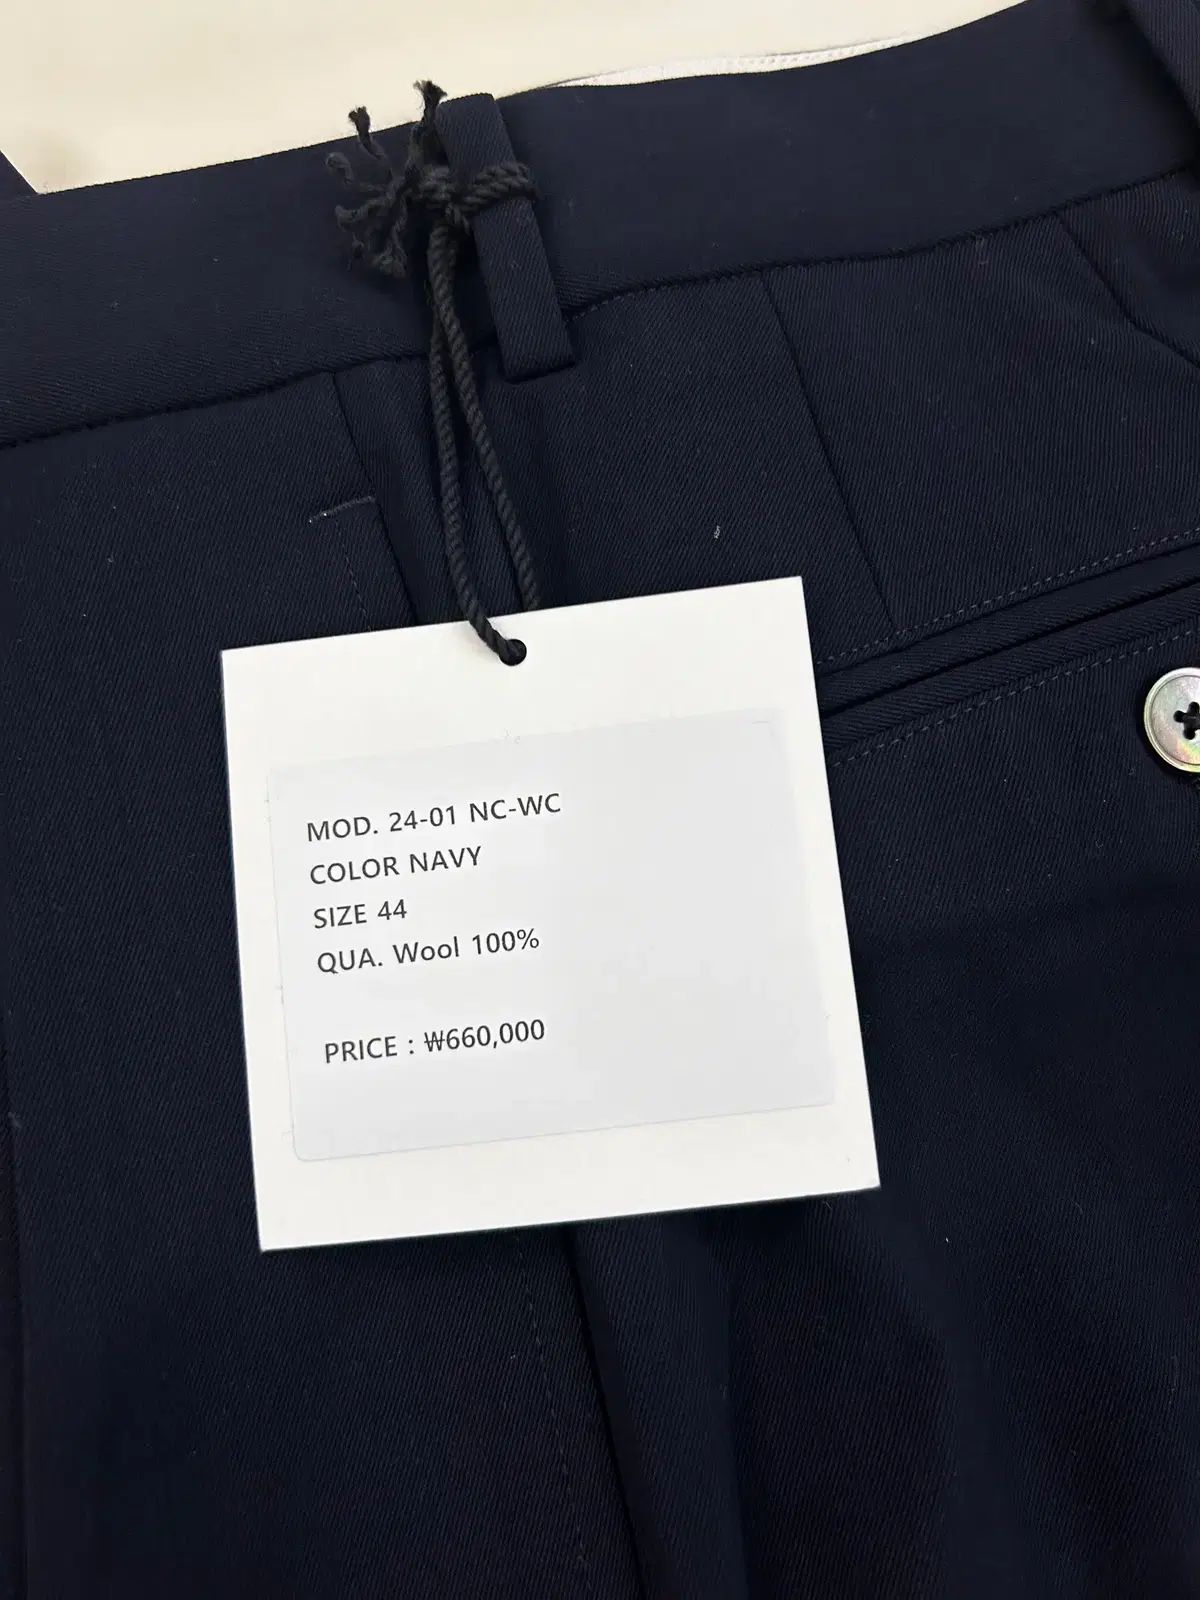 MOD. 24-01 NC-WC
COLOR NAVY
SIZE 44
QUA. Wool 100%
PRICE : ₩660,000